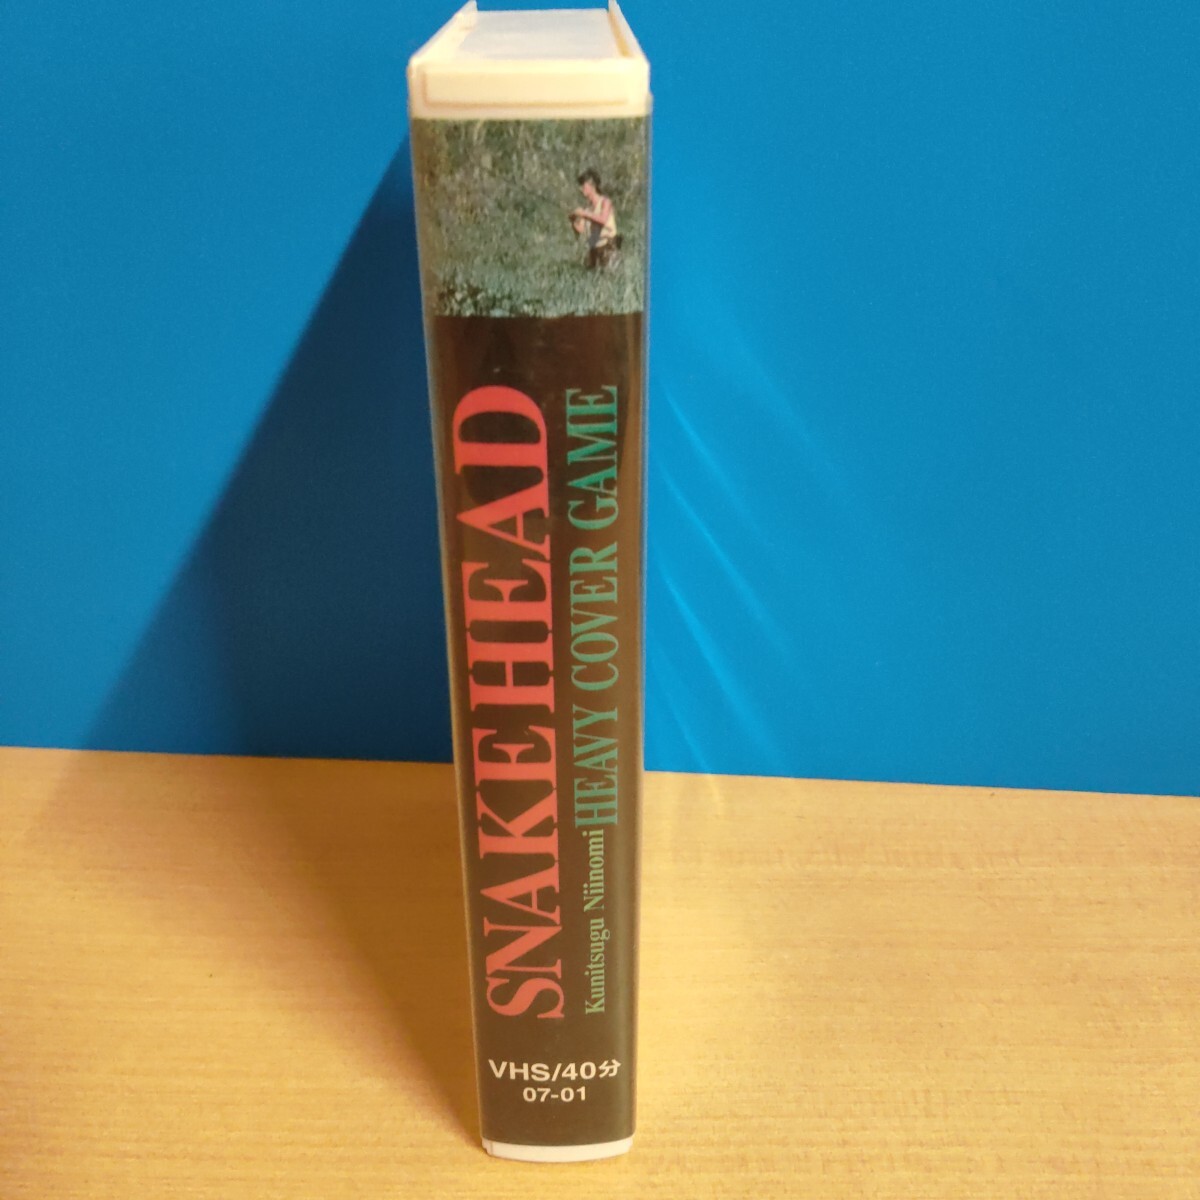 SNAKEHEAD
Kunitsugu Niinomi HEAVY COVER GAME
VHS/40分
07-01